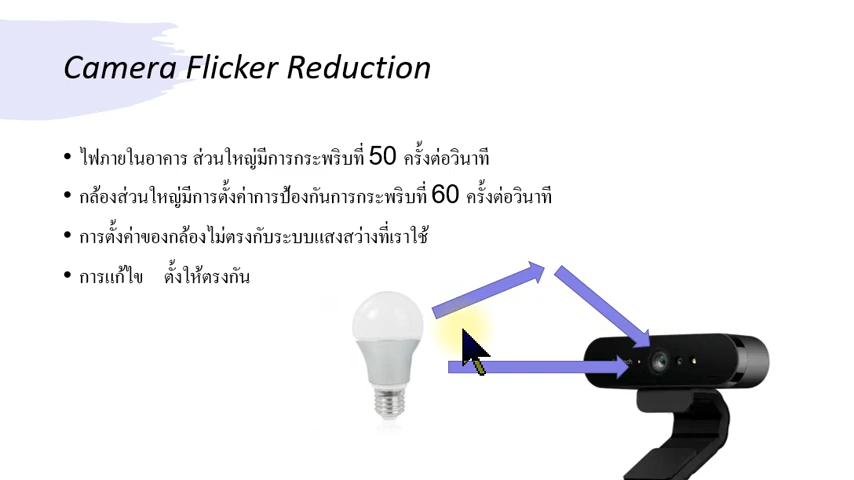 Camera Flicker Reduction
• ไฟภายในอาคาร ส่วนใหญ่มีการกระพริบที่ 50 ครั้งต่อวินาที
• กล้องส่วนใหญ่มีการตั้งค่าการป้องกันการกระพริบที่ 60 ครั้งต่อวินาที
• การตั้งค่าของกล้องไม่ตรงกับระบบแสงสว่างที่เราใช้
• การแก้ไข ตั้งให้ตรงกัน